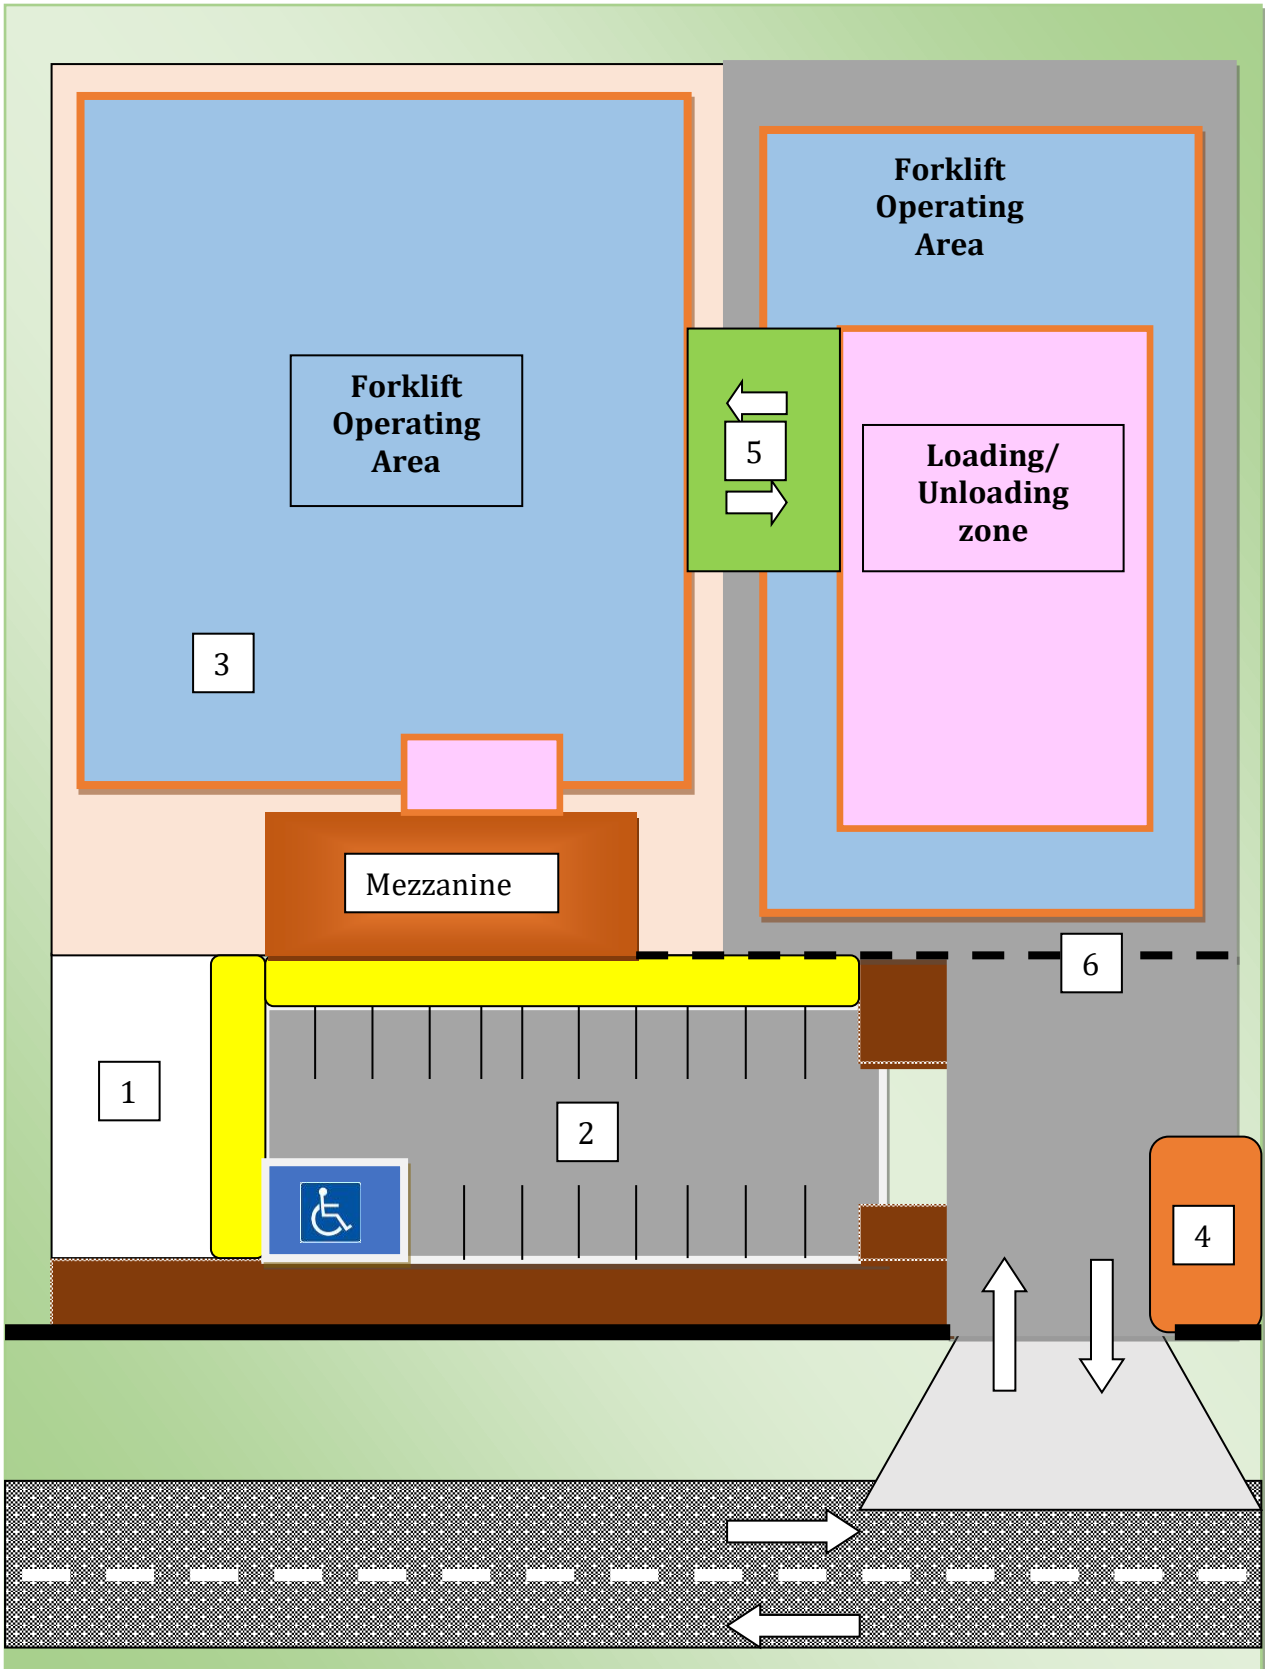 Forklift
Operating
Area
Forklift
Operating
Area
5
Loading/
Unloading
zone
3
Mezzanine
6
1
2
4